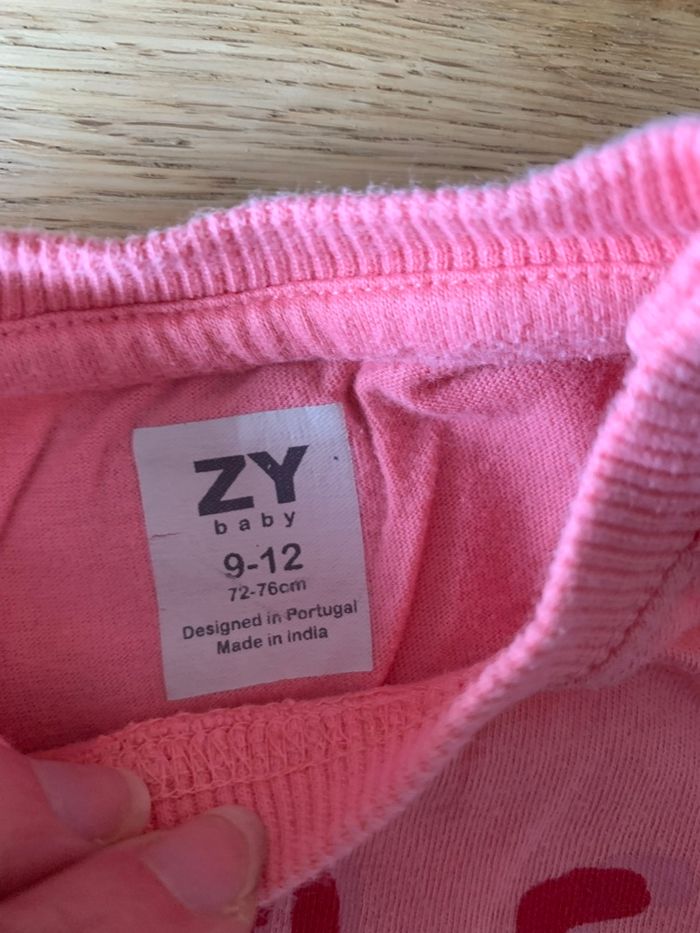 ZY
baby
9-12
72-76cm
Designed in Portugal
Made in India